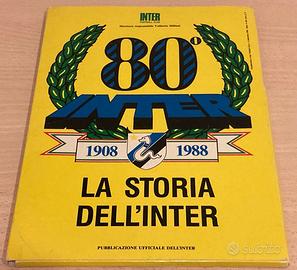 INTER
80°
INTER
1908 1988
LA STORIA
DELL'INTER
PUBBLICAZIONE UFFICIALE DELL'INTER
SUBITO